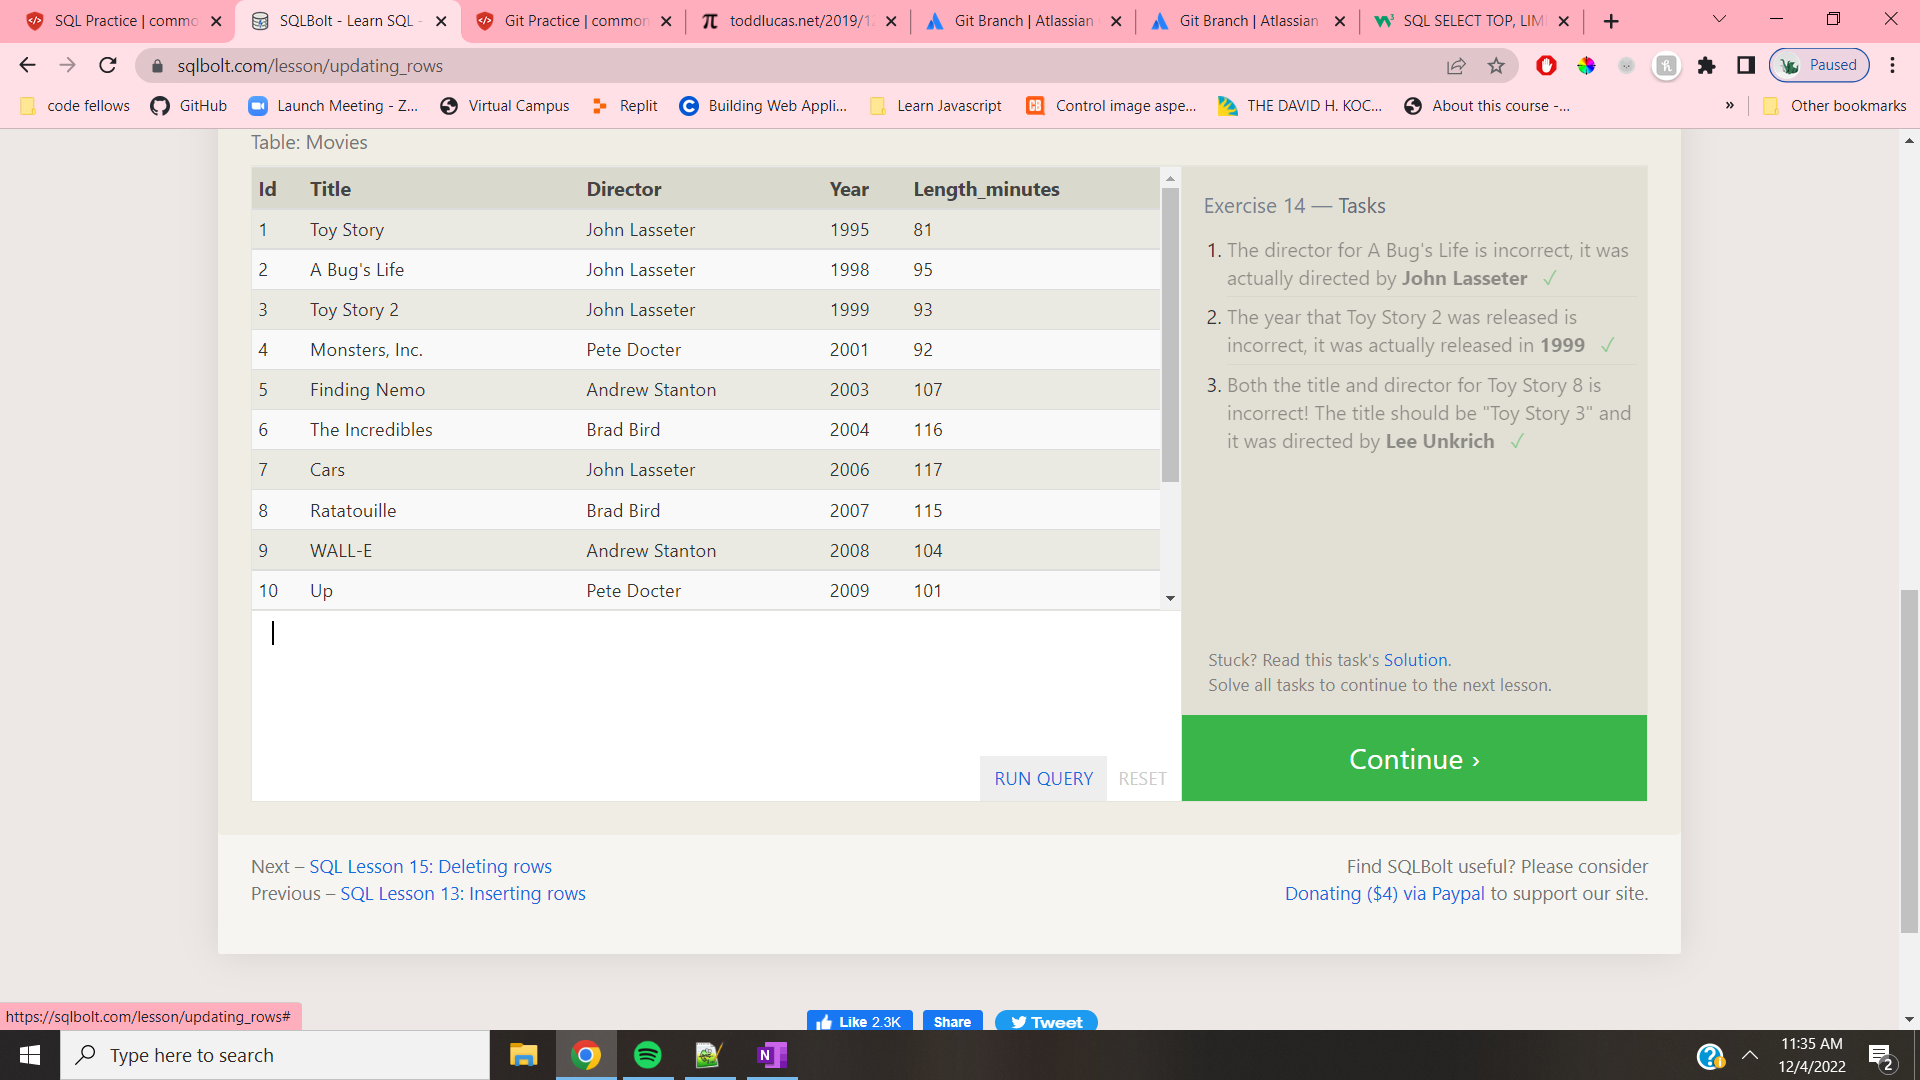 SQL Practice | commo
SQLBolt - Learn SQL -
Git Practice | common
toddlucas.net/2019/12
Git Branch | Atlassian
Git Branch | Atlassian
SQL SELECT TOP, LIM
sqlbolt.com/lesson/updating_rows
Paused
code fellows
GitHub
Launch Meeting - Z...
Virtual Campus
Replit
Building Web Appli...
Learn Javascript
Control image aspe...
THE DAVID H. KOC...
About this course -...
»
Other bookmarks
Table: Movies
Id Title Director Year Length_minutes
1 Toy Story John Lasseter 1995 81
2 A Bug's Life John Lasseter 1998 95
3 Toy Story 2 John Lasseter 1999 93
4 Monsters, Inc. Pete Docter 2001 92
5 Finding Nemo Andrew Stanton 2003 107
6 The Incredibles Brad Bird 2004 116
7 Cars John Lasseter 2006 117
8 Ratatouille Brad Bird 2007 115
9 WALL-E Andrew Stanton 2008 104
10 Up Pete Docter 2009 101
RUN QUERY RESET
Exercise 14 — Tasks
1. The director for A Bug's Life is incorrect, it was
actually directed by John Lasseter ✓
2. The year that Toy Story 2 was released is
incorrect, it was actually released in 1999 ✓
3. Both the title and director for Toy Story 8 is
incorrect! The title should be "Toy Story 3" and
it was directed by Lee Unkrich ✓
Stuck? Read this task's Solution.
Solve all tasks to continue to the next lesson.
Continue ›
Next – SQL Lesson 15: Deleting rows
Previous – SQL Lesson 13: Inserting rows
Find SQLBolt useful? Please consider
Donating ($4) via Paypal to support our site.
https://sqlbolt.com/lesson/updating_rows#
Like 2.3K
Share
Tweet
Type here to search
11:35 AM
12/4/2022
2